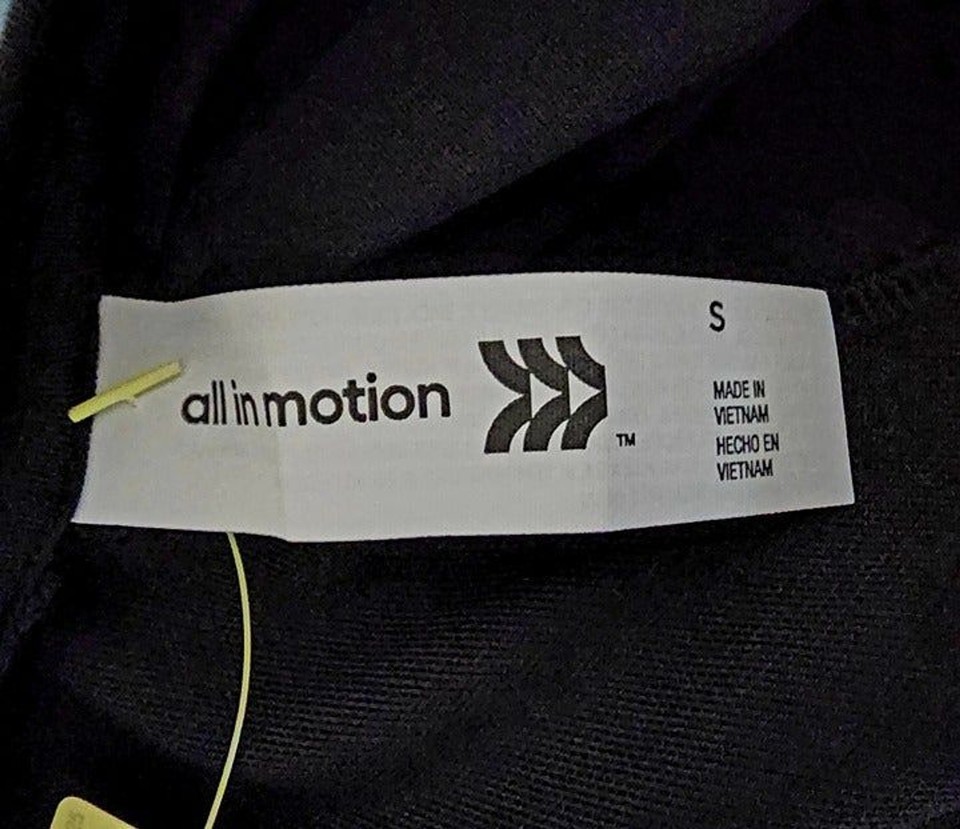 all in motion
TM
S
MADE IN
VIETNAM
HECHO EN
VIETNAM